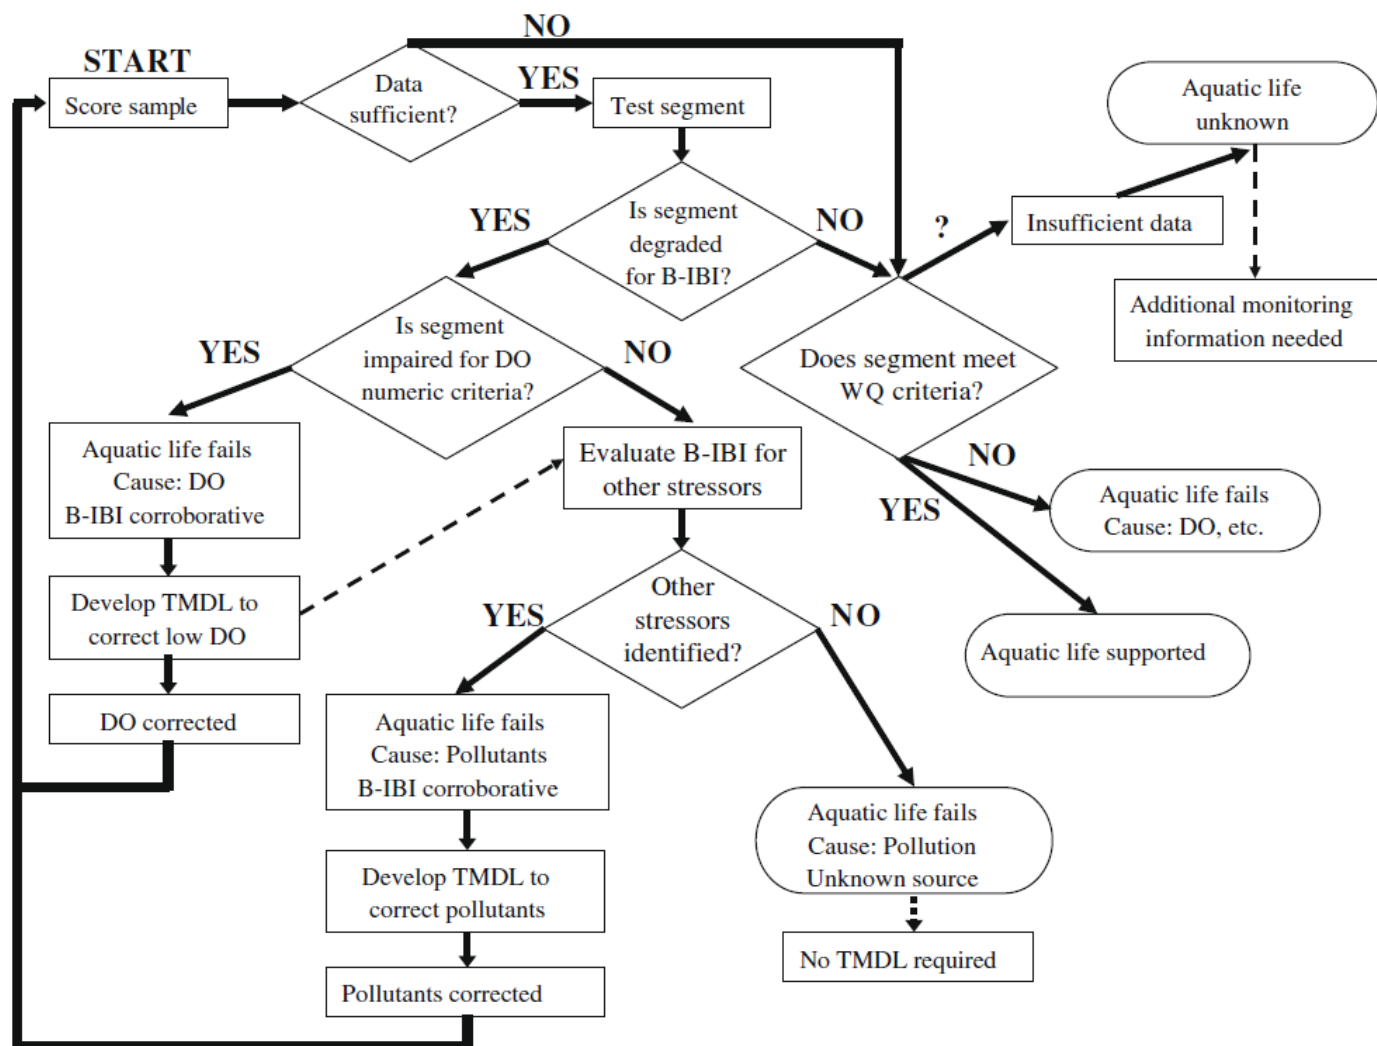 NO
START
Score sample
Data
sufficient?
YES
Test segment
Aquatic life
unknown
YES
Is segment
degraded
for B-IBI?
NO
?
Insufficient data
Additional monitoring
information needed
YES
Is segment
impaired for DO
numeric criteria?
NO
Does segment meet
WQ criteria?
Aquatic life fails
Cause: DO
B-IBI corroborative
Evaluate B-IBI for
other stressors
NO
YES
Aquatic life fails
Cause: DO, etc.
Develop TMDL to
correct low DO
YES
Other
stressors
identified?
NO
Aquatic life supported
DO corrected
Aquatic life fails
Cause: Pollutants
B-IBI corroborative
Aquatic life fails
Cause: Pollution
Unknown source
Develop TMDL to
correct pollutants
No TMDL required
Pollutants corrected